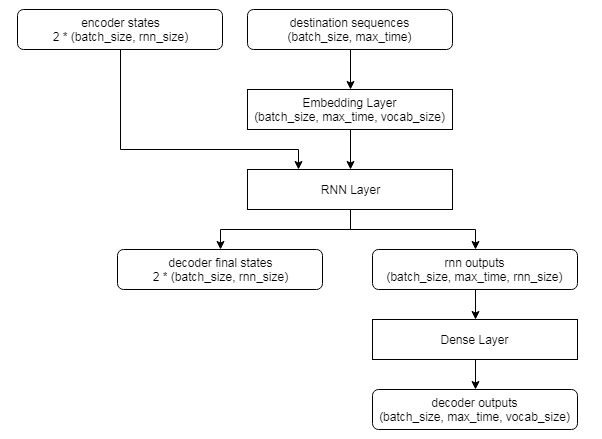 encoder states
2 * (batch_size, rnn_size)
destination sequences
(batch_size, max_time)
Embedding Layer
(batch_size, max_time, vocab_size)
RNN Layer
decoder final states
2 * (batch_size, rnn_size)
rnn outputs
(batch_size, max_time, rnn_size)
Dense Layer
decoder outputs
(batch_size, max_time, vocab_size)